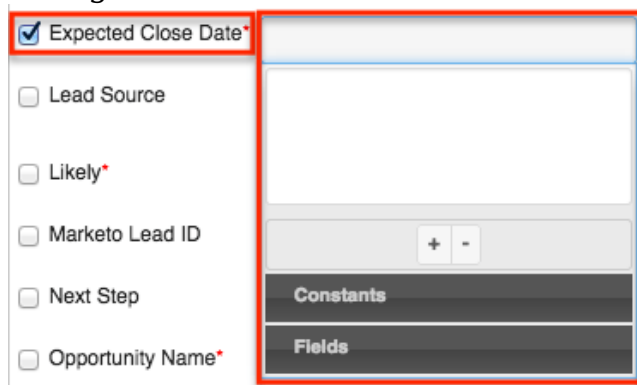 Expected Close Date*
Lead Source
Likely*
Marketo Lead ID
+ -
Next Step
Constants
Opportunity Name*
Fields